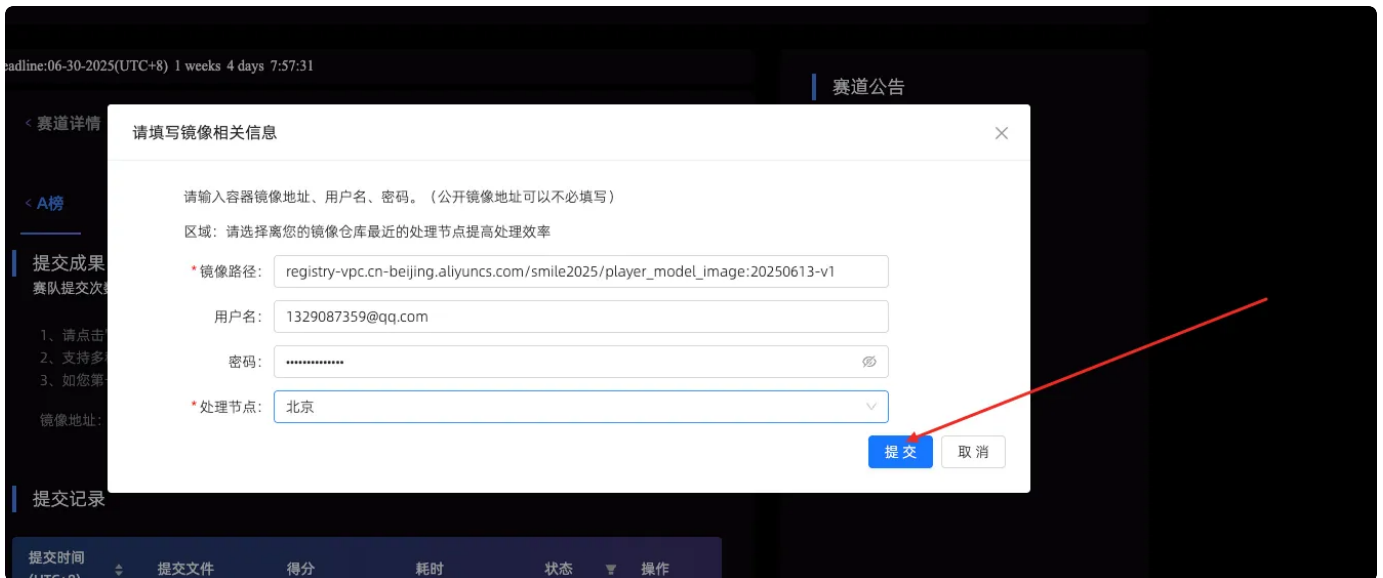 eadline:06-30-2025(UTC+8) 1 weeks 4 days 7:57:31
赛道公告
< 赛道详情
请填写镜像相关信息
请输入容器镜像地址、用户名、密码。（公开镜像地址可以不必填写）
< A榜
区域：请选择离您的镜像仓库最近的处理节点提高处理效率
提交成果
* 镜像路径： registry-vpc.cn-beijing.aliyuncs.com/smile2025/player_model_image:20250613-v1
赛队提交次数
用户名： 1329087359@qq.com
1、请点击
2、支持多
密码： ••••••••••••••
3、如您第
* 处理节点： 北京
镜像地址：
提交 取消
提交记录
提交时间
(UTC+8) 提交文件 得分 耗时 状态 操作